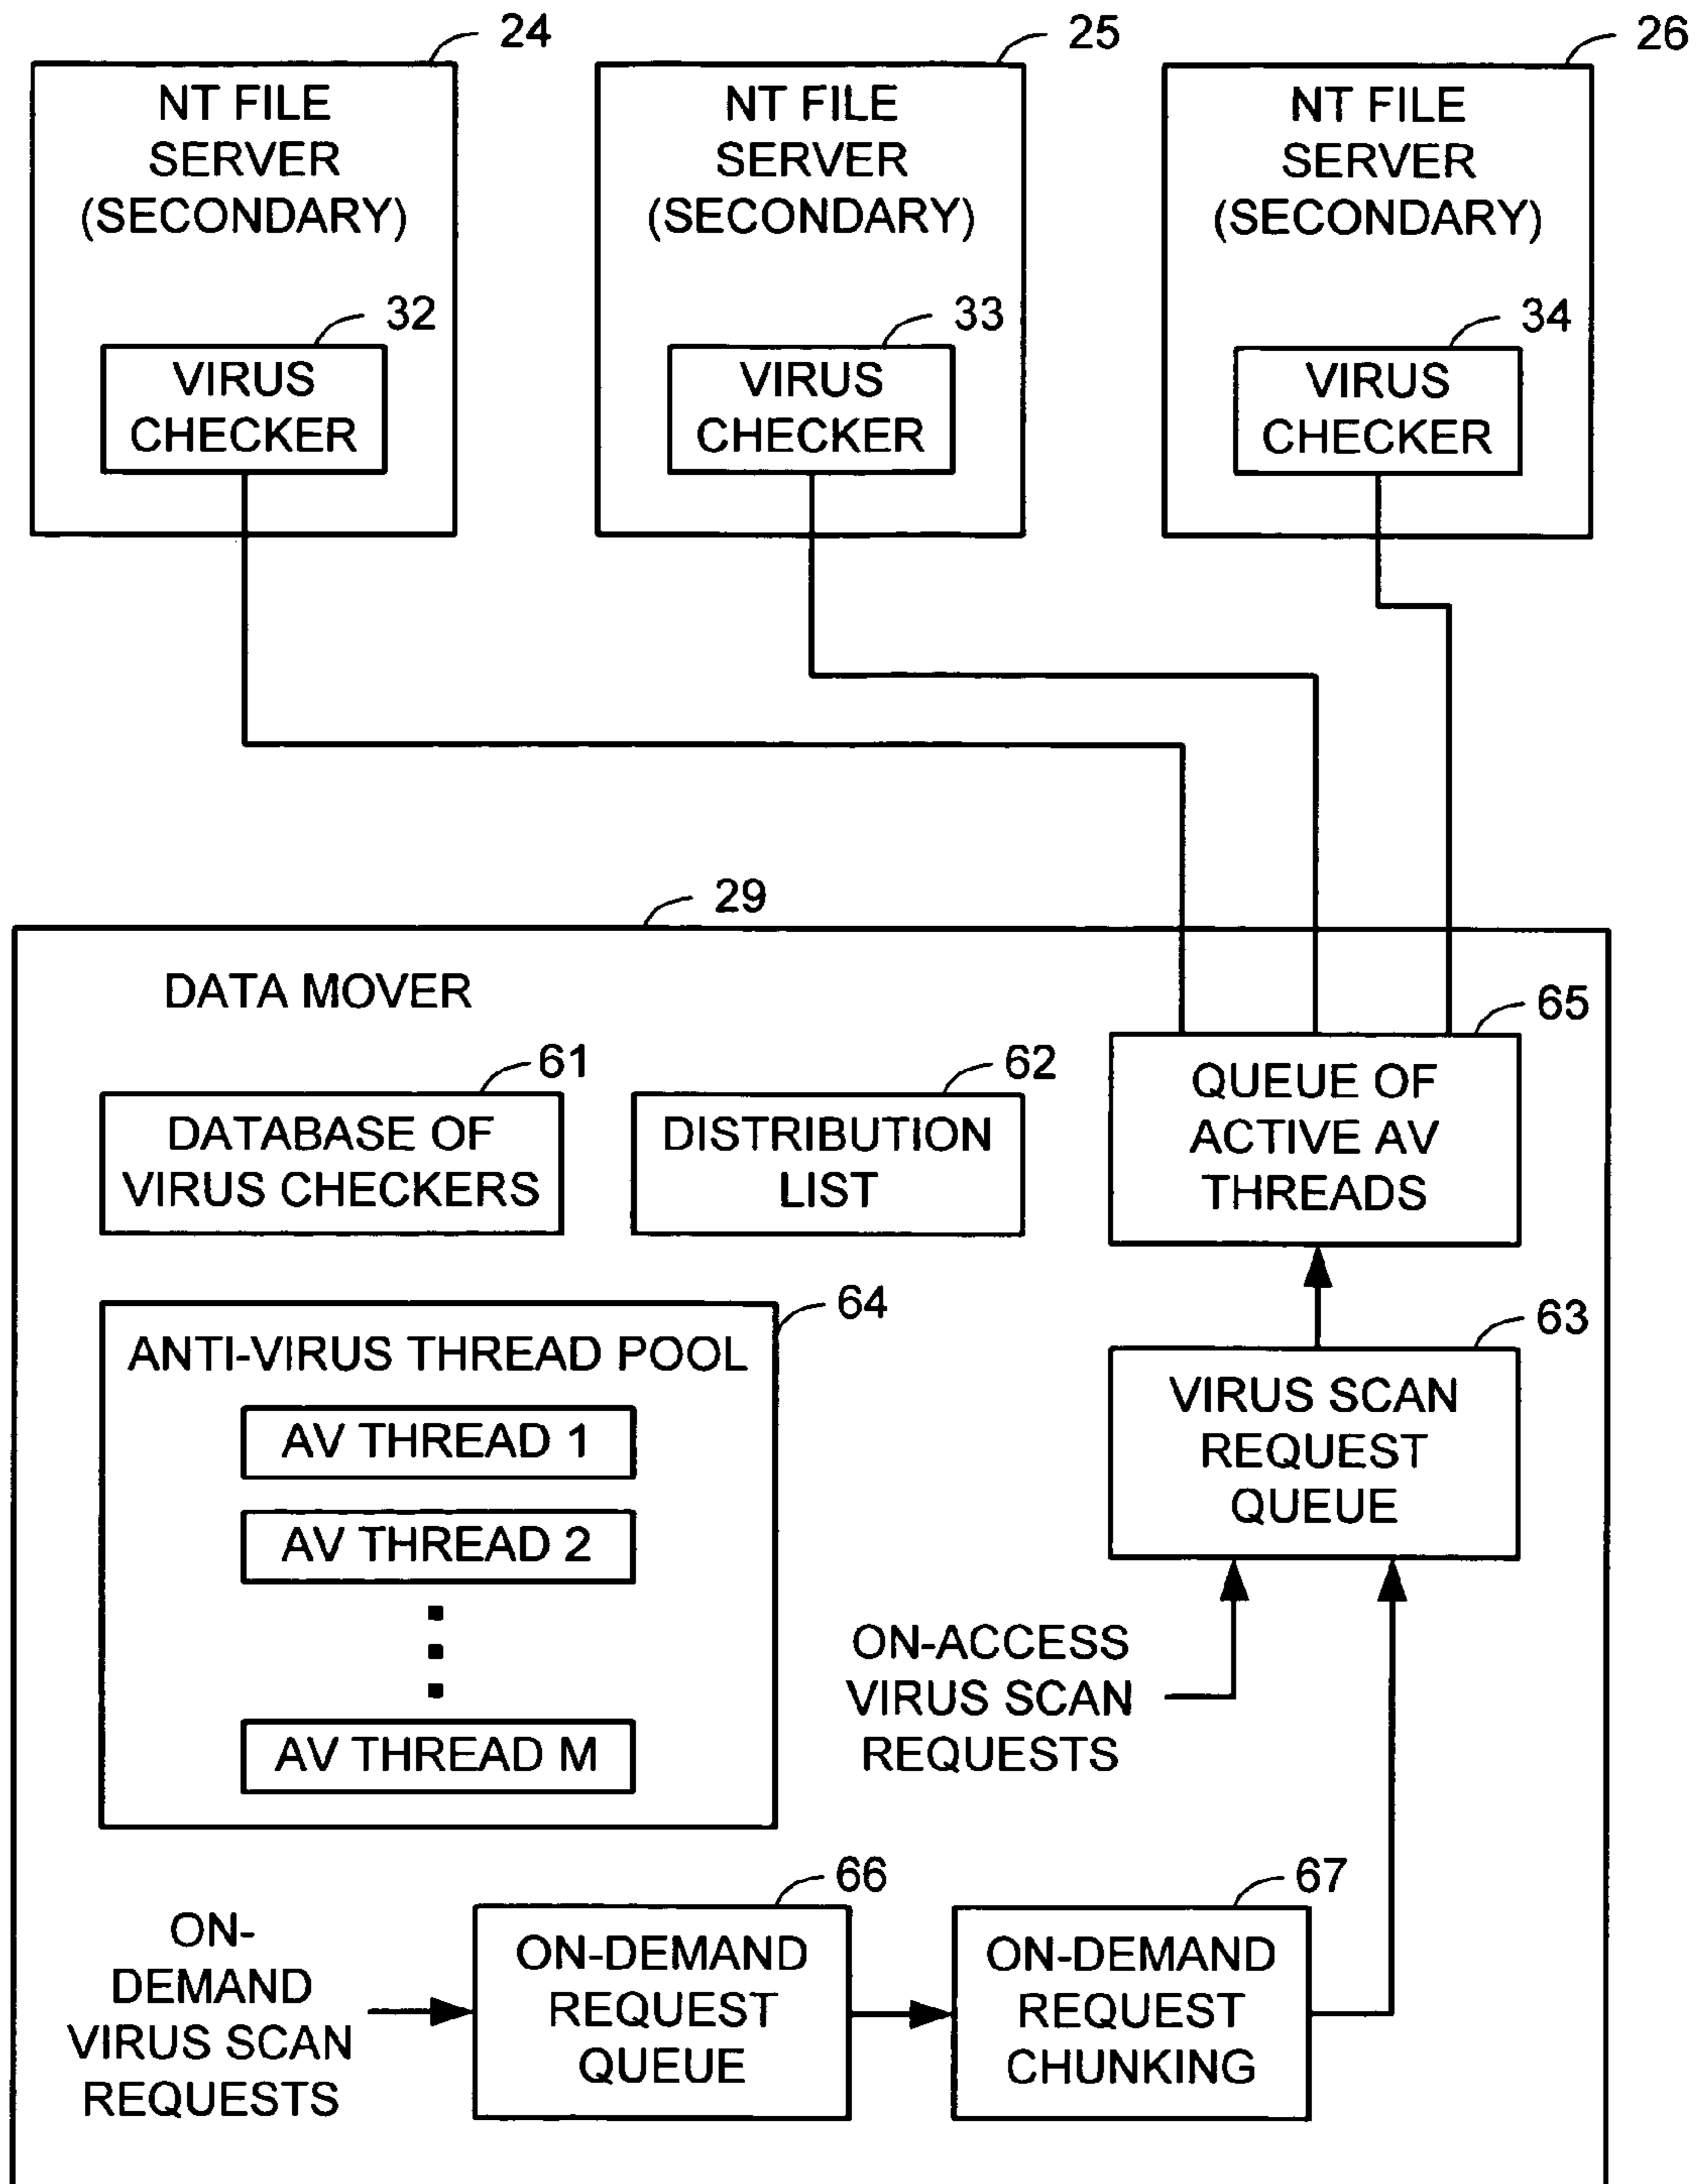 24
NT FILE
SERVER
(SECONDARY)
32
VIRUS
CHECKER
25
NT FILE
SERVER
(SECONDARY)
33
VIRUS
CHECKER
26
NT FILE
SERVER
(SECONDARY)
34
VIRUS
CHECKER
29
DATA MOVER
61
DATABASE OF
VIRUS CHECKERS
62
DISTRIBUTION
LIST
65
QUEUE OF
ACTIVE AV
THREADS
64
ANTI-VIRUS THREAD POOL
AV THREAD 1
AV THREAD 2
AV THREAD M
63
VIRUS SCAN
REQUEST
QUEUE
ON-ACCESS
VIRUS SCAN
REQUESTS
ON-
DEMAND
VIRUS SCAN
REQUESTS
66
ON-DEMAND
REQUEST
QUEUE
67
ON-DEMAND
REQUEST
CHUNKING